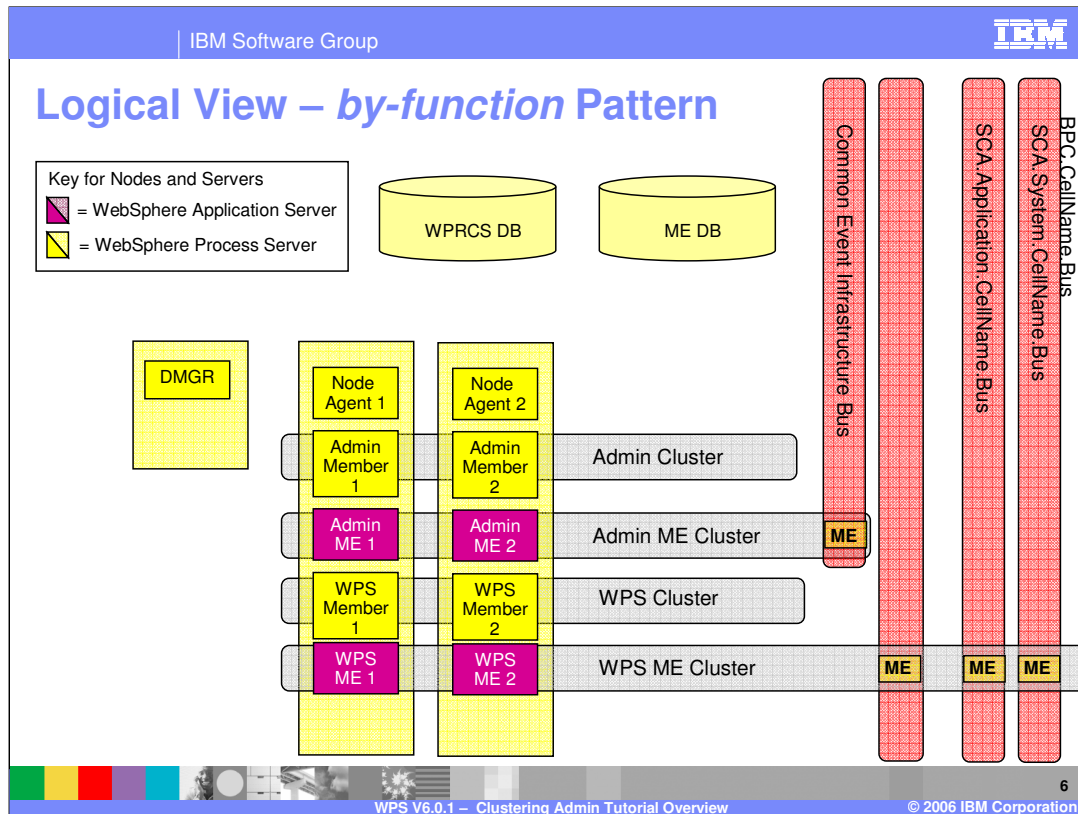 IBM Software Group
IBM
Logical View – by-function Pattern
Key for Nodes and Servers
= WebSphere Application Server
= WebSphere Process Server
WPRCS DB
ME DB
Common Event Infrastructure Bus
SCA.Application.CellName.Bus
SCA.System.CellName.Bus
BPC.CellName.Bus
DMGR
Node
Agent 1
Node
Agent 2
Admin
Member
1
Admin
Member
2
Admin Cluster
Admin
ME 1
Admin
ME 2
Admin ME Cluster
ME
WPS
Member
1
WPS
Member
2
WPS Cluster
WPS
ME 1
WPS
ME 2
WPS ME Cluster
ME
ME
ME
6
WPS V6.0.1 – Clustering Admin Tutorial Overview
© 2006 IBM Corporation